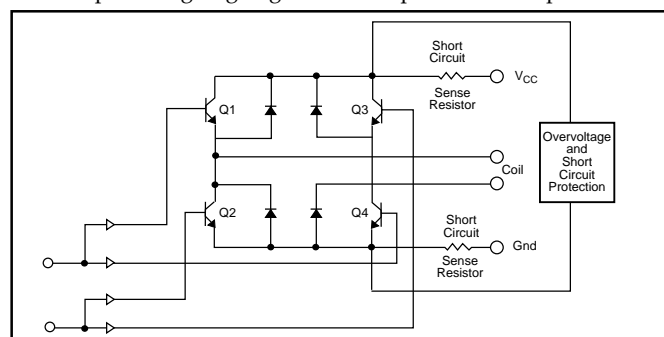 Short
Circuit
Sense
Resistor
VCC
Q1
Q3
Overvoltage
and
Short
Circuit
Protection
Coil
Q2
Q4
Short
Circuit
Sense
Resistor
Gnd